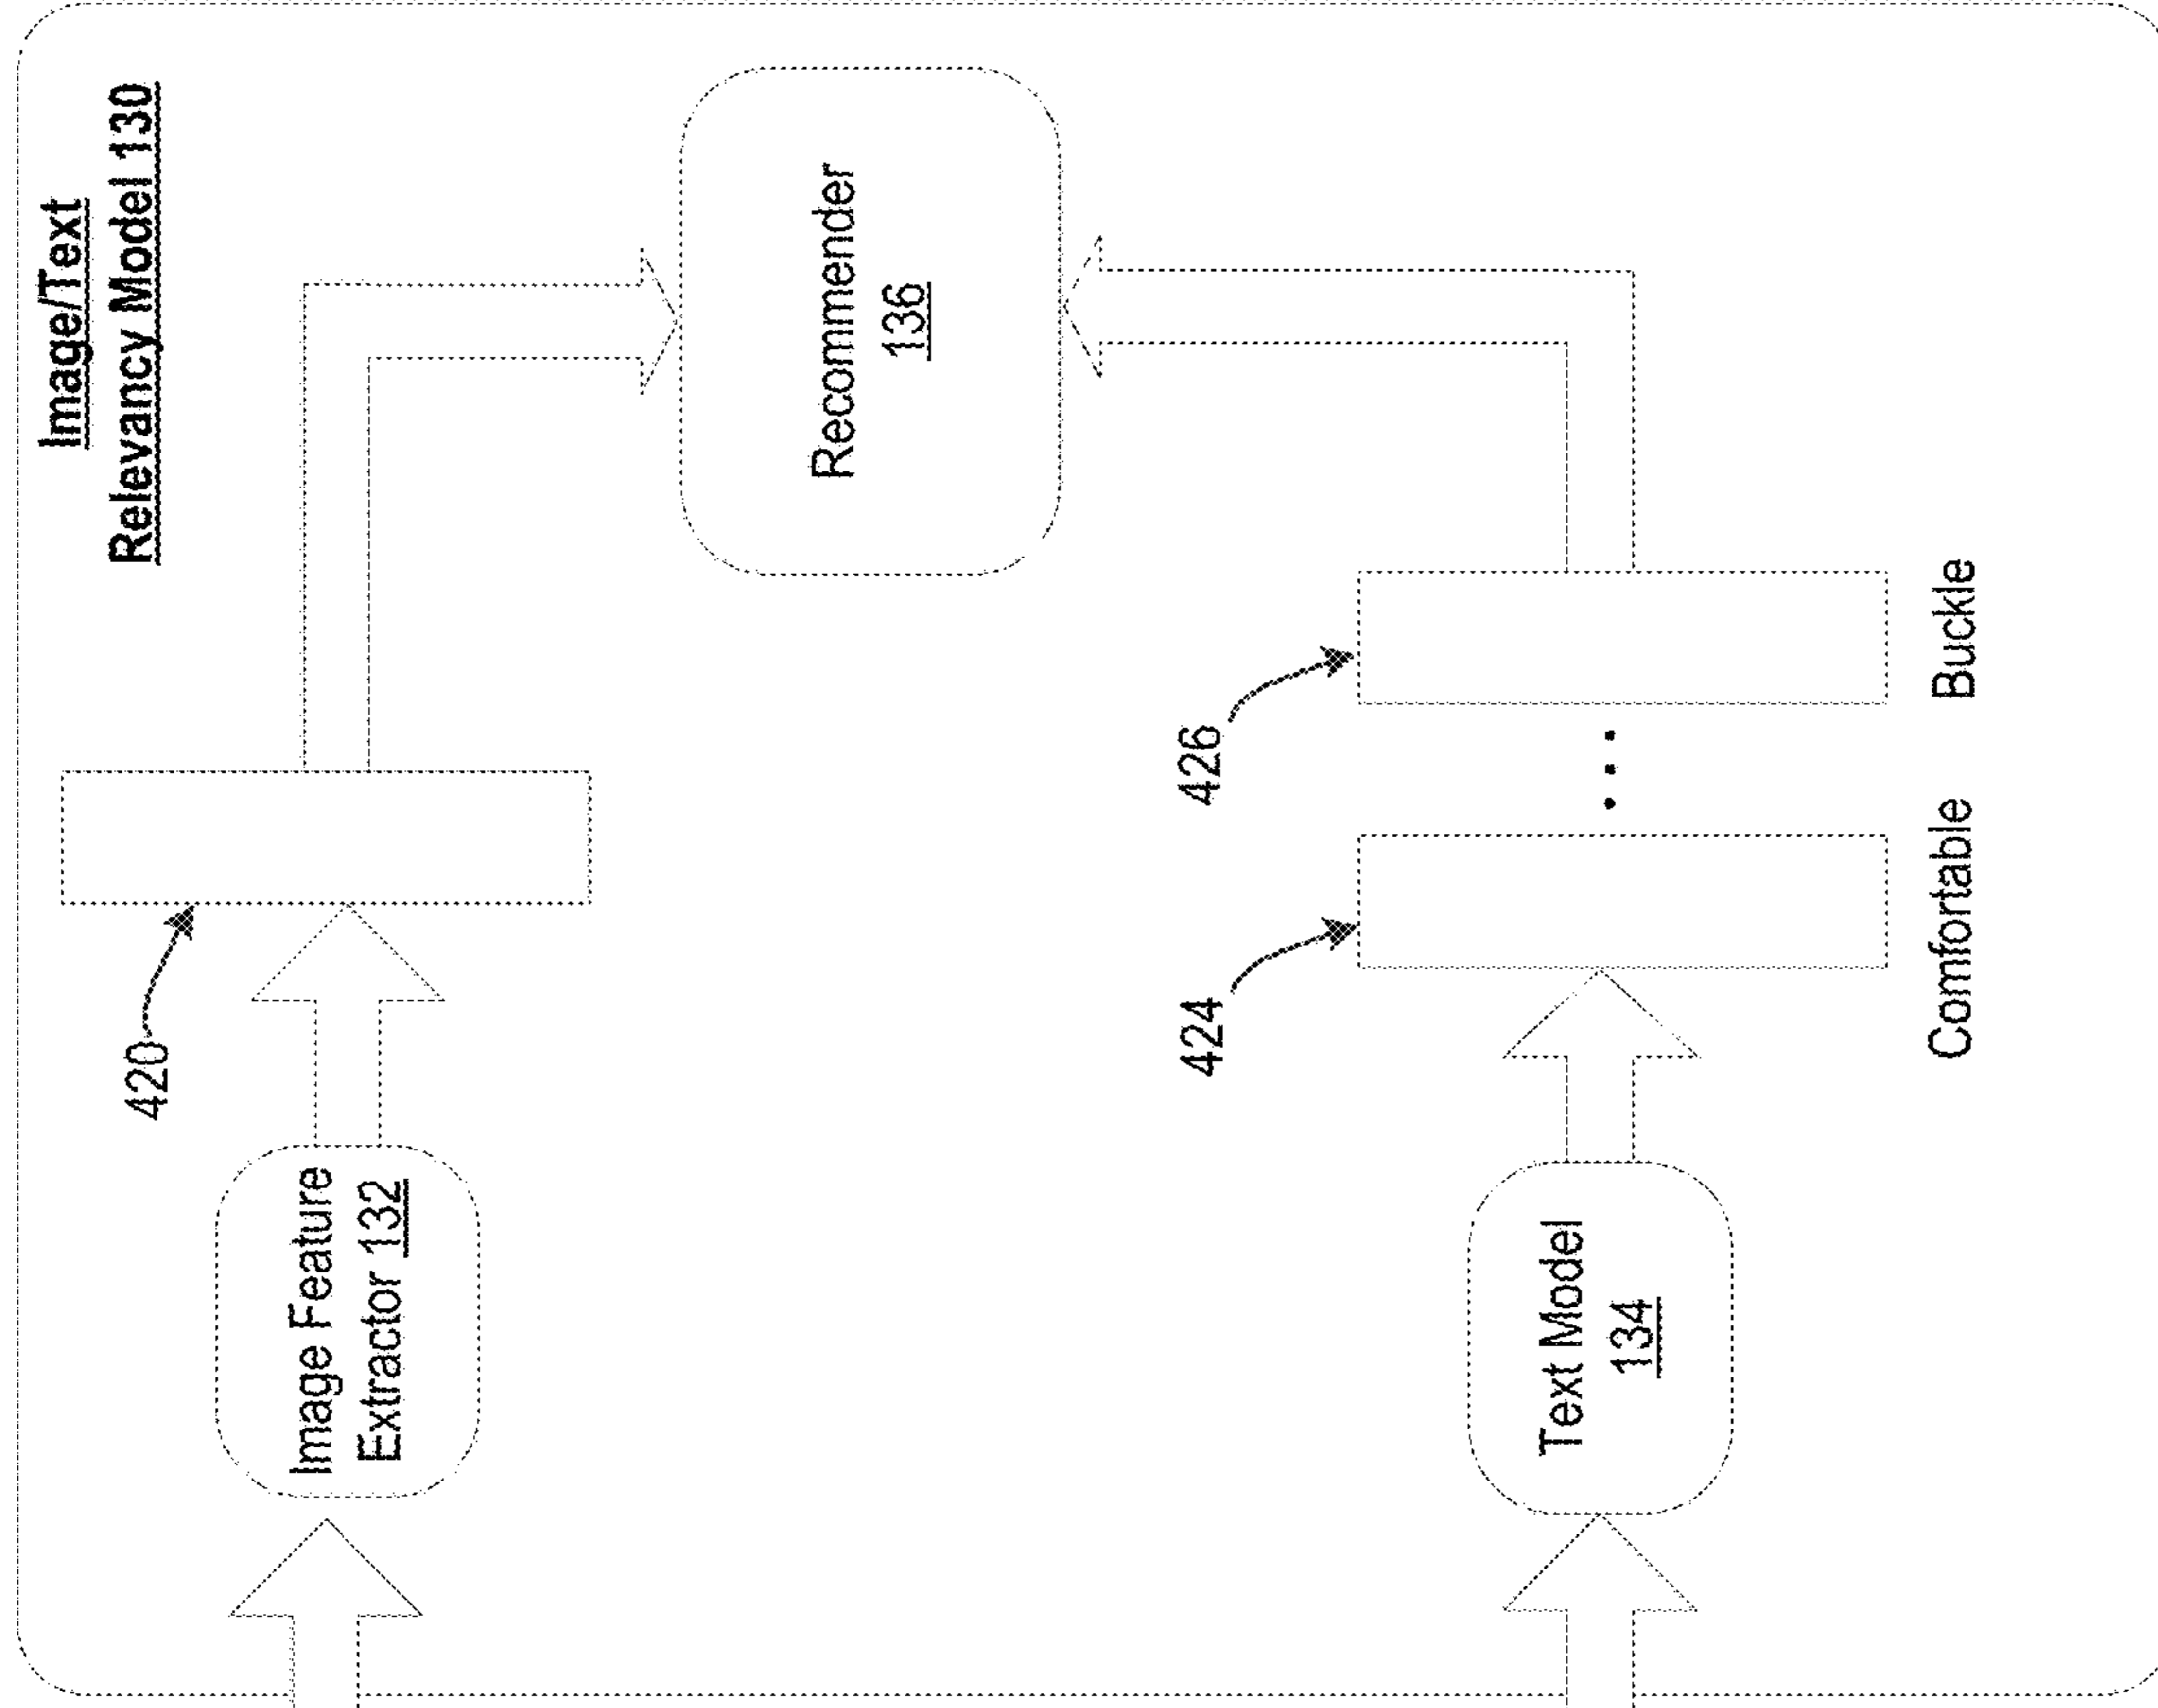 Image/Text
Relevancy Model 130
420
Image Feature
Extractor 132
Recommender
136
424
426
Text Model
134
Comfortable
Buckle